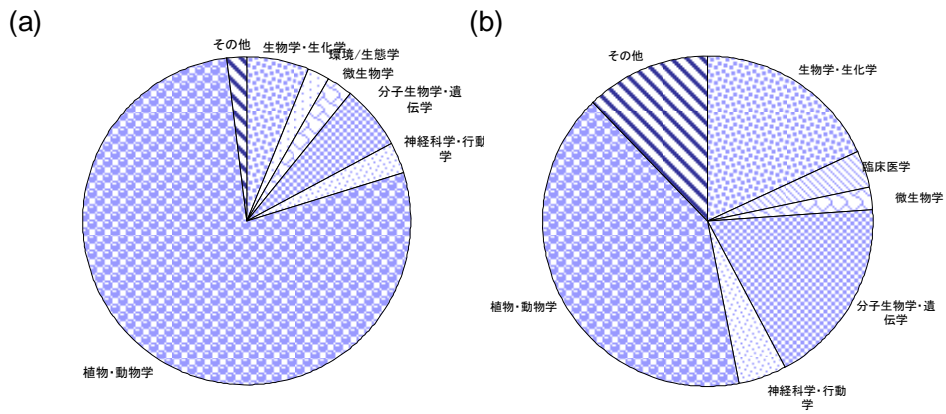 (a)
その他
生物学・生化学
環境/生態学
微生物学
分子生物学・遺
伝学
神経科学・行動
学
植物・動物学
(b)
その他
生物学・生化学
臨床医学
微生物学
分子生物学・遺
伝学
神経科学・行動
学
植物・動物学